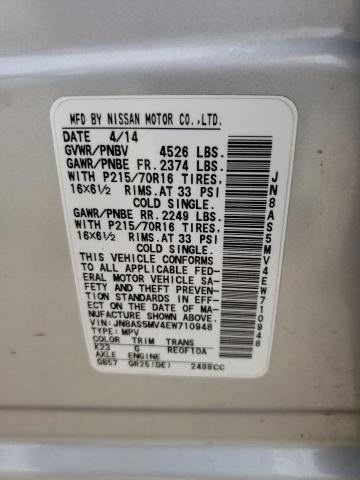 MFD BY NISSAN MOTOR CO.,LTD.
DATE 4/14
GVWR/PNBV 4526 LBS.
GAWR/PNBE FR. 2374 LBS.
WITH P215/70R16 TIRES,
16X6½ RIMS.AT 33 PSI
COLD SINGLE.
GAWR/PNBE RR. 2249 LBS.
WITH P215/70R16 TIRES,
16X6½ RIMS.AT 33 PSI
COLD SINGLE.
THIS VEHICLE CONFORMS
TO ALL APPLICABLE FED-
ERAL MOTOR VEHICLE SA-
FETY AND THEFT PREVEN-
TION STANDARDS IN EFF-
ECT ON THE DATE OF MA-
NUFACTURE SHOWN ABOVE.
VIN:JN8AS5MV4EW710948
TYPE:MPV
COLOR TRIM TRANS
K23 G RE0F10A
AXLE ENGINE
GB57 QR25(DE) 2488CC
JN8AS5MV4EW710948